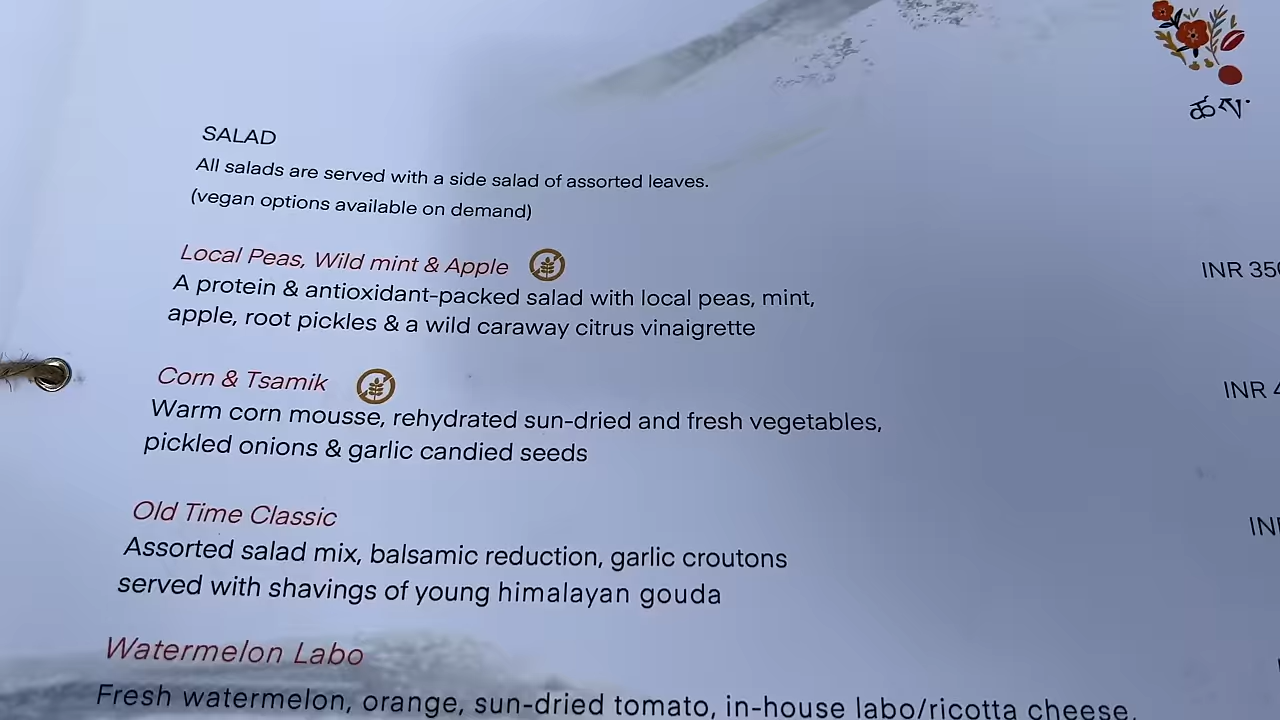 SALAD
All salads are served with a side salad of assorted leaves.
(vegan options available on demand)
Local Peas, Wild mint & Apple
INR 350
A protein & antioxidant-packed salad with local peas, mint,
apple, root pickles & a wild caraway citrus vinaigrette
Corn & Tsamik
INR 4
Warm corn mousse, rehydrated sun-dried and fresh vegetables,
pickled onions & garlic candied seeds
Old Time Classic
Assorted salad mix, balsamic reduction, garlic croutons
served with shavings of young himalayan gouda
Watermelon Labo
Fresh watermelon, orange, sun-dried tomato, in-house labo/ricotta cheese,